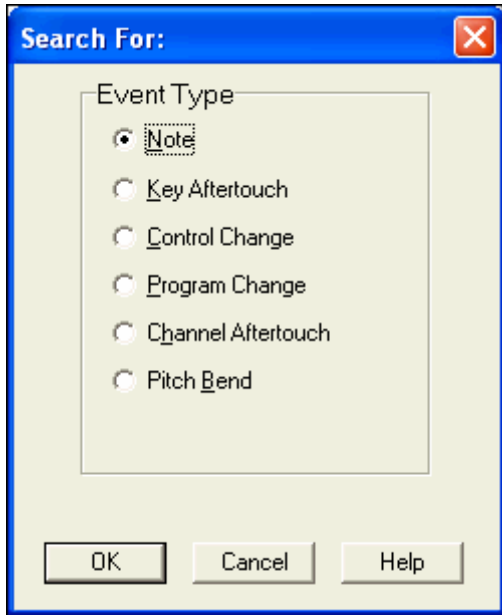 Search For:
Event Type
Note
Key Aftertouch
Control Change
Program Change
Channel Aftertouch
Pitch Bend
OK Cancel Help